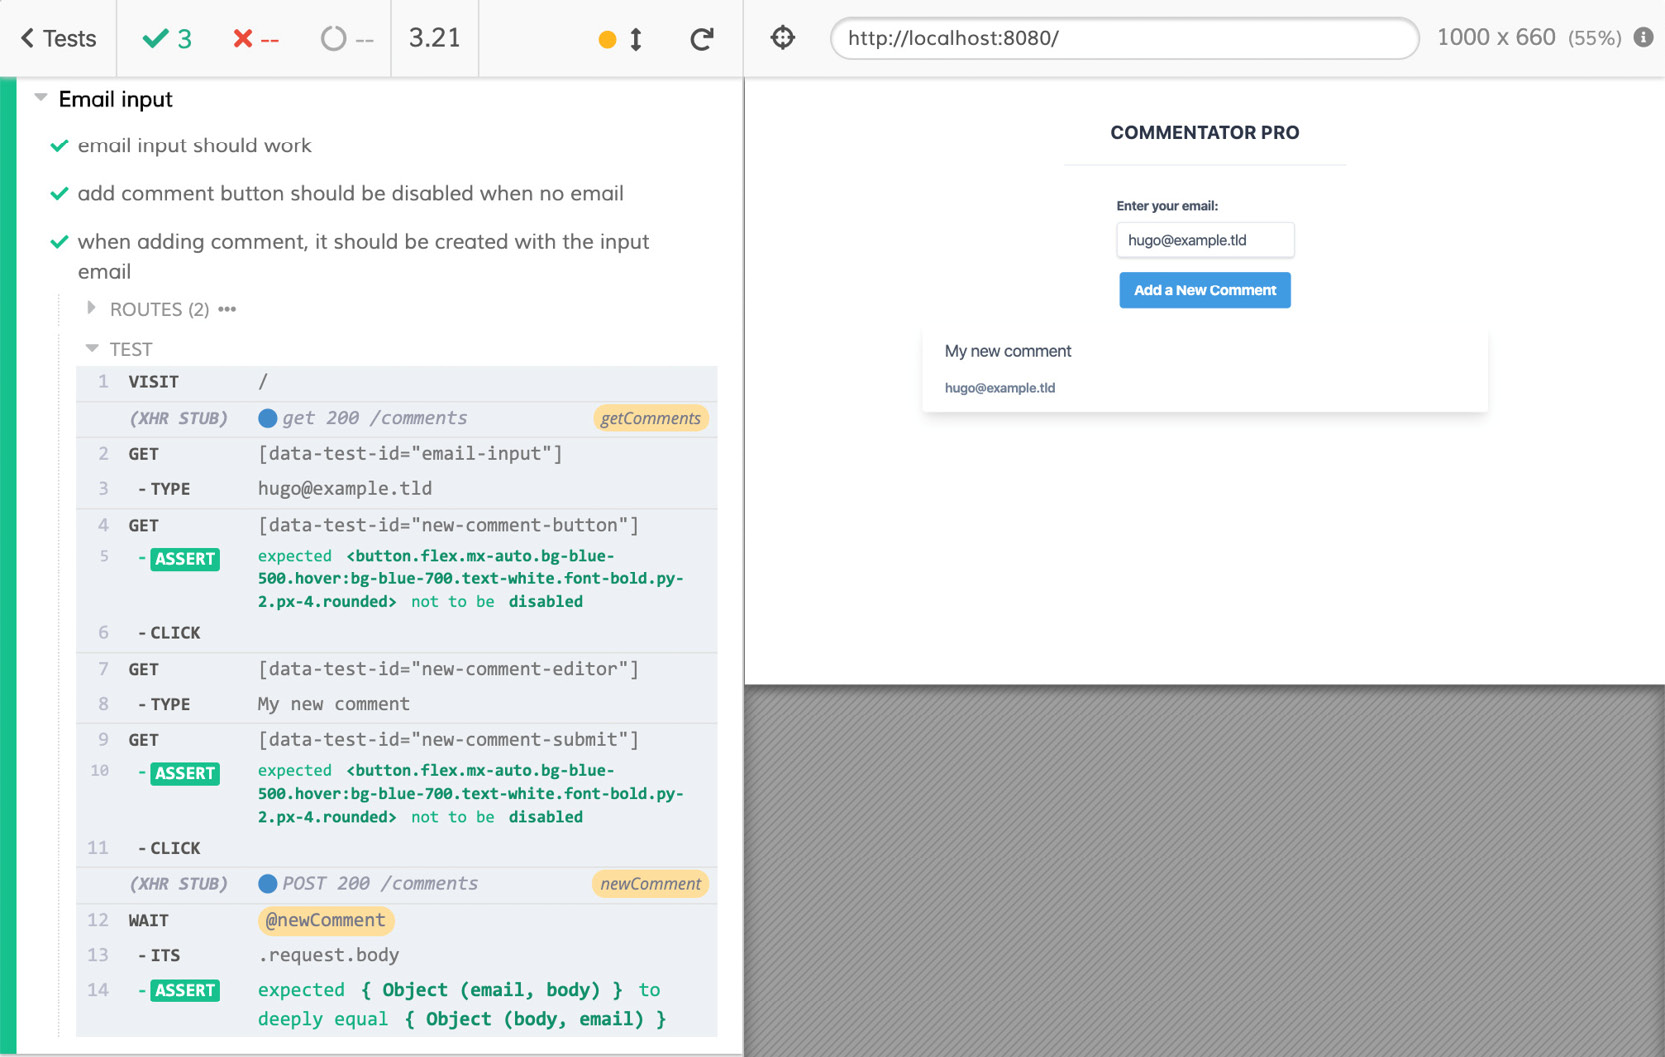 Tests
3
--
--
3.21
http://localhost:8080/
1000 x 660 (55%)
Email input
email input should work
add comment button should be disabled when no email
when adding comment, it should be created with the input
email
ROUTES (2) •••
TEST
1 VISIT /
(XHR STUB) get 200 /comments getComments
2 GET [data-test-id="email-input"]
3 - TYPE hugo@example.tld
4 GET [data-test-id="new-comment-button"]
5 - ASSERT expected <button.flex.mx-auto.bg-blue-
500.hover:bg-blue-700.text-white.font-bold.py-
2.px-4.rounded> not to be disabled
6 - CLICK
7 GET [data-test-id="new-comment-editor"]
8 - TYPE My new comment
9 GET [data-test-id="new-comment-submit"]
10 - ASSERT expected <button.flex.mx-auto.bg-blue-
500.hover:bg-blue-700.text-white.font-bold.py-
2.px-4.rounded> not to be disabled
11 - CLICK
(XHR STUB) POST 200 /comments newComment
12 WAIT @newComment
13 - ITS .request.body
14 - ASSERT expected { Object (email, body) } to
deeply equal { Object (body, email) }
COMMENTATOR PRO
Enter your email:
hugo@example.tld
Add a New Comment
My new comment
hugo@example.tld